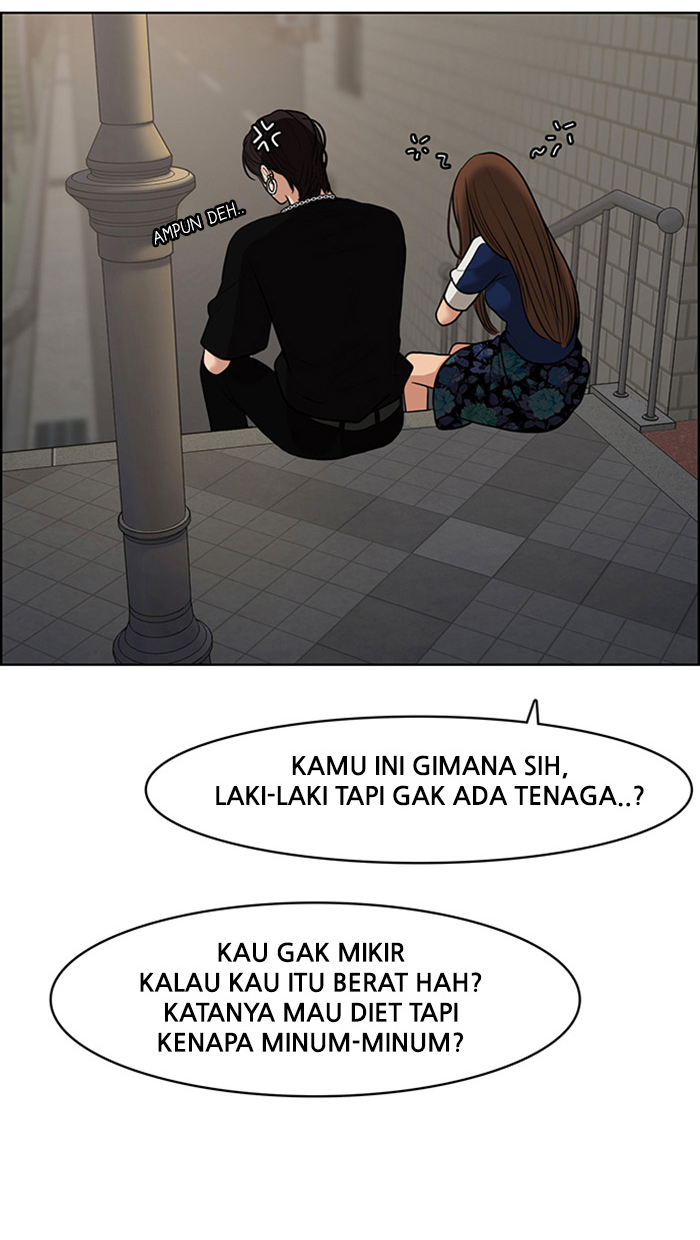 AMPUN DEH..
KAMU INI GIMANA SIH,
LAKI-LAKI TAPI GAK ADA TENAGA..?
KAU GAK MIKIR
KALAU KAU ITU BERAT HAH?
KATANYA MAU DIET TAPI
KENAPA MINUM-MINUM?